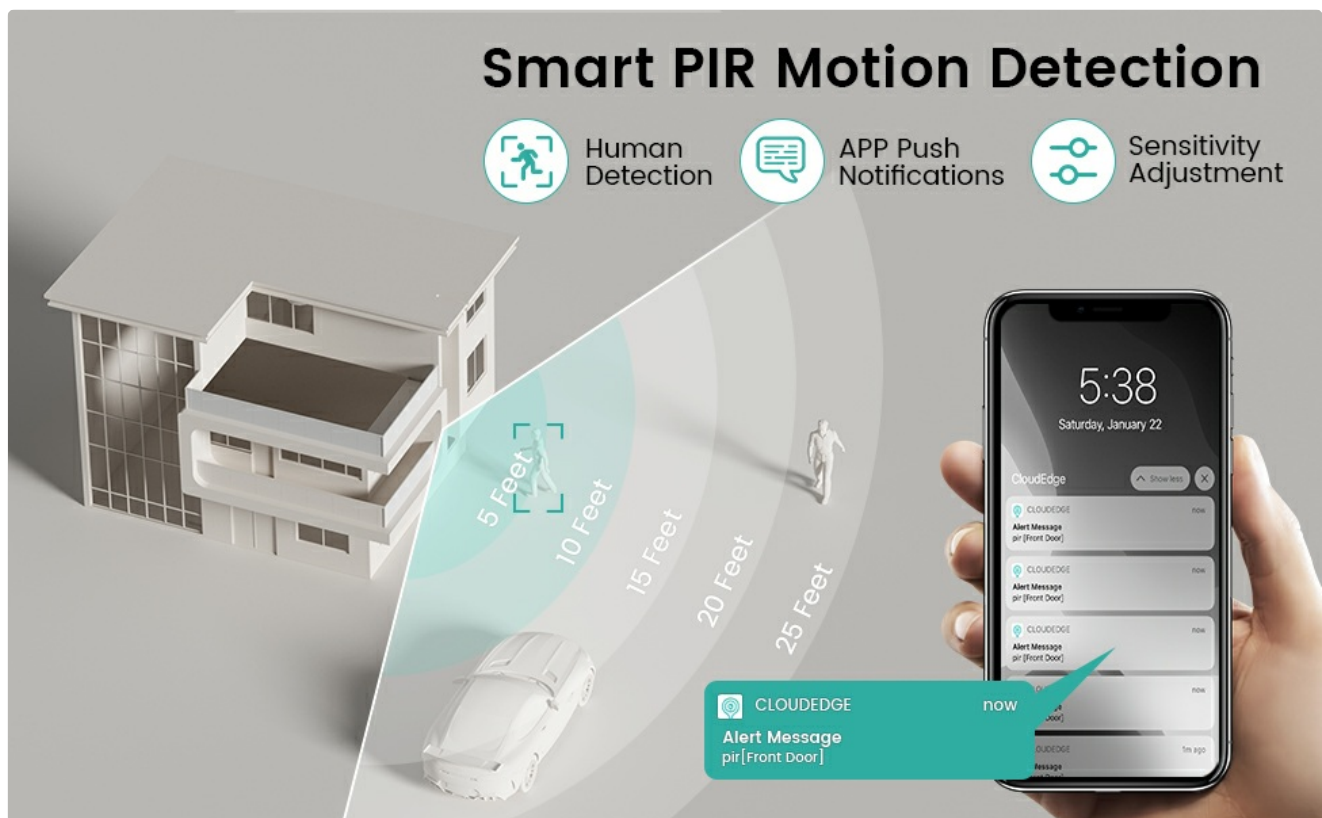 Smart PIR Motion Detection
Human
Detection
APP Push
Notifications
Sensitivity
Adjustment
5 Feet
10 Feet
15 Feet
20 Feet
25 Feet
5:38
Saturday, January 22
CloudEdge
Show less
CLOUDEDGE now
Alert Message
pir [Front Door]
CLOUDEDGE now
Alert Message
pir [Front Door]
CLOUDEDGE now
Alert Message
pir [Front Door]
now
1m ago
CLOUDEDGE now
Alert Message
pir[Front Door]